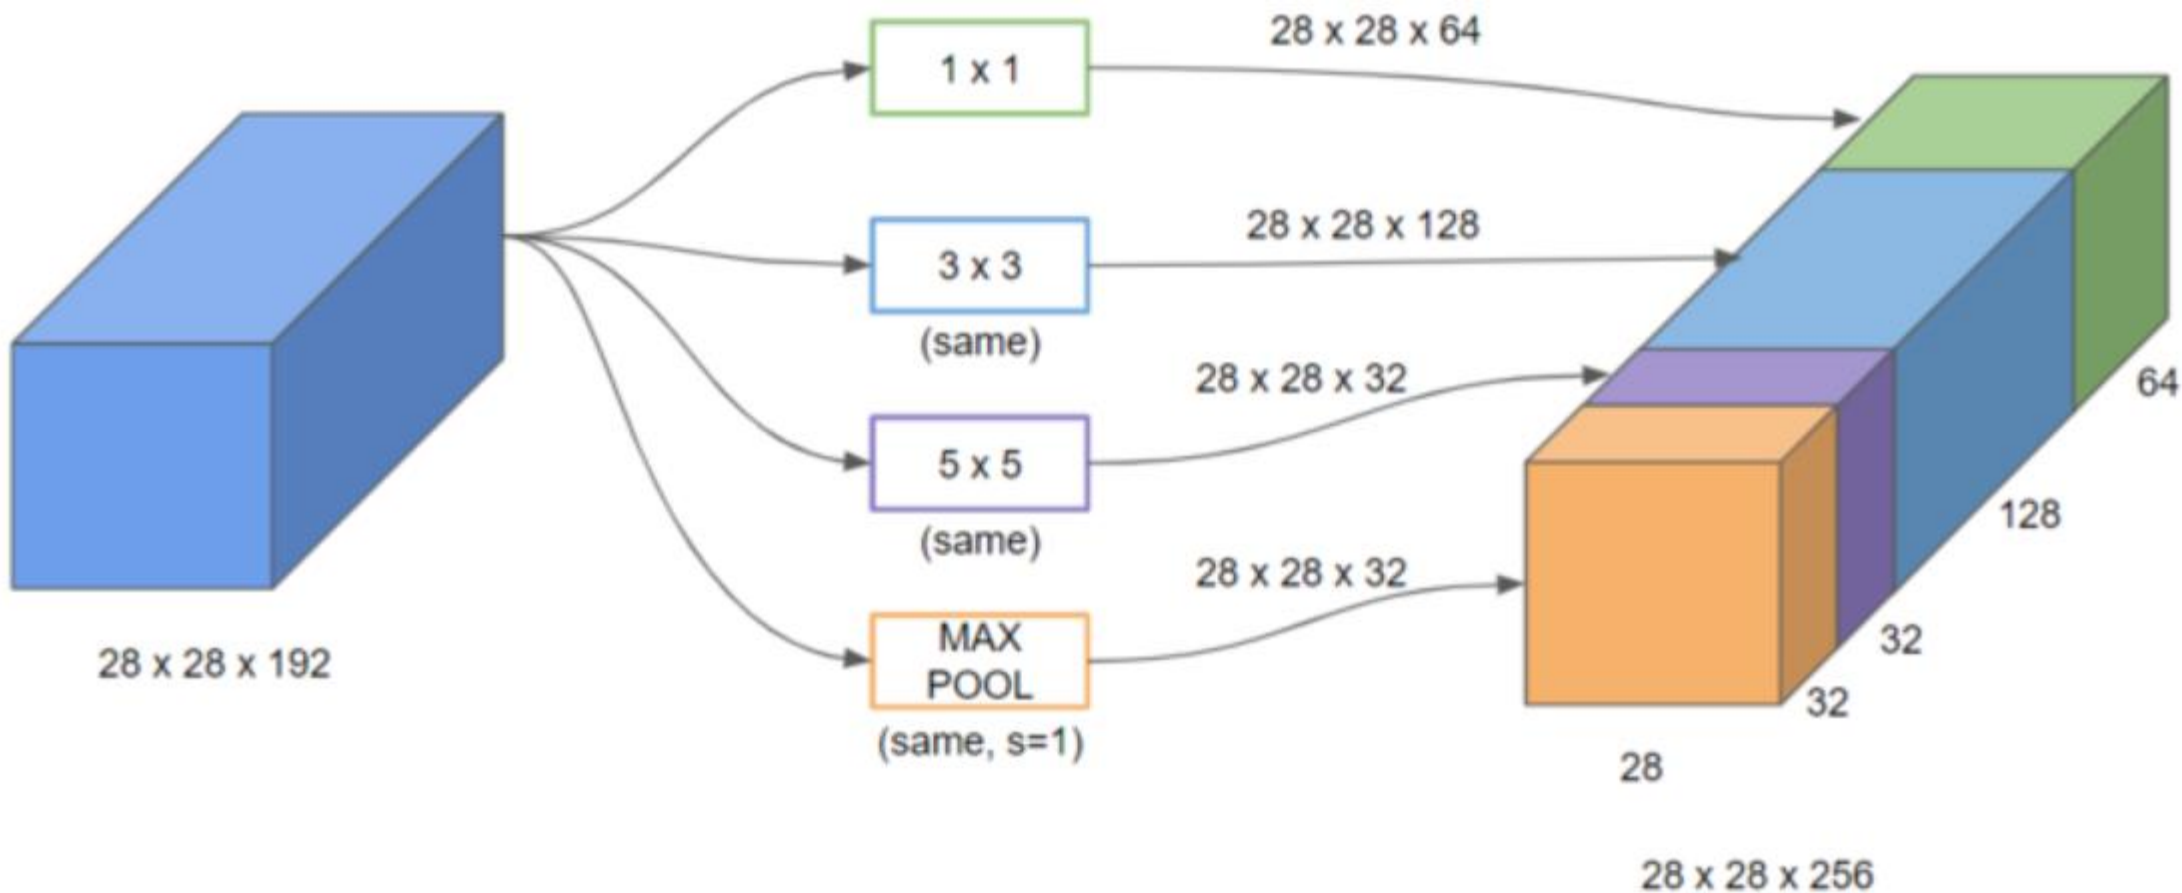 28 x 28 x 192
1 x 1
3 x 3
(same)
5 x 5
(same)
MAX
POOL
(same, s=1)
28 x 28 x 64
28 x 28 x 128
28 x 28 x 32
28 x 28 x 32
64
128
32
32
28
28 x 28 x 256